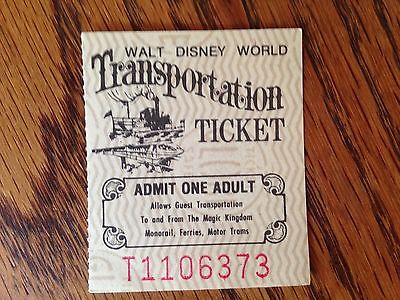 WALT DISNEY WORLD
Transportation
TICKET
ADMIT ONE ADULT
Allows Guest Transportation
To and From The Magic Kingdom
Monorail, Ferries, Motor Trams
T1106373